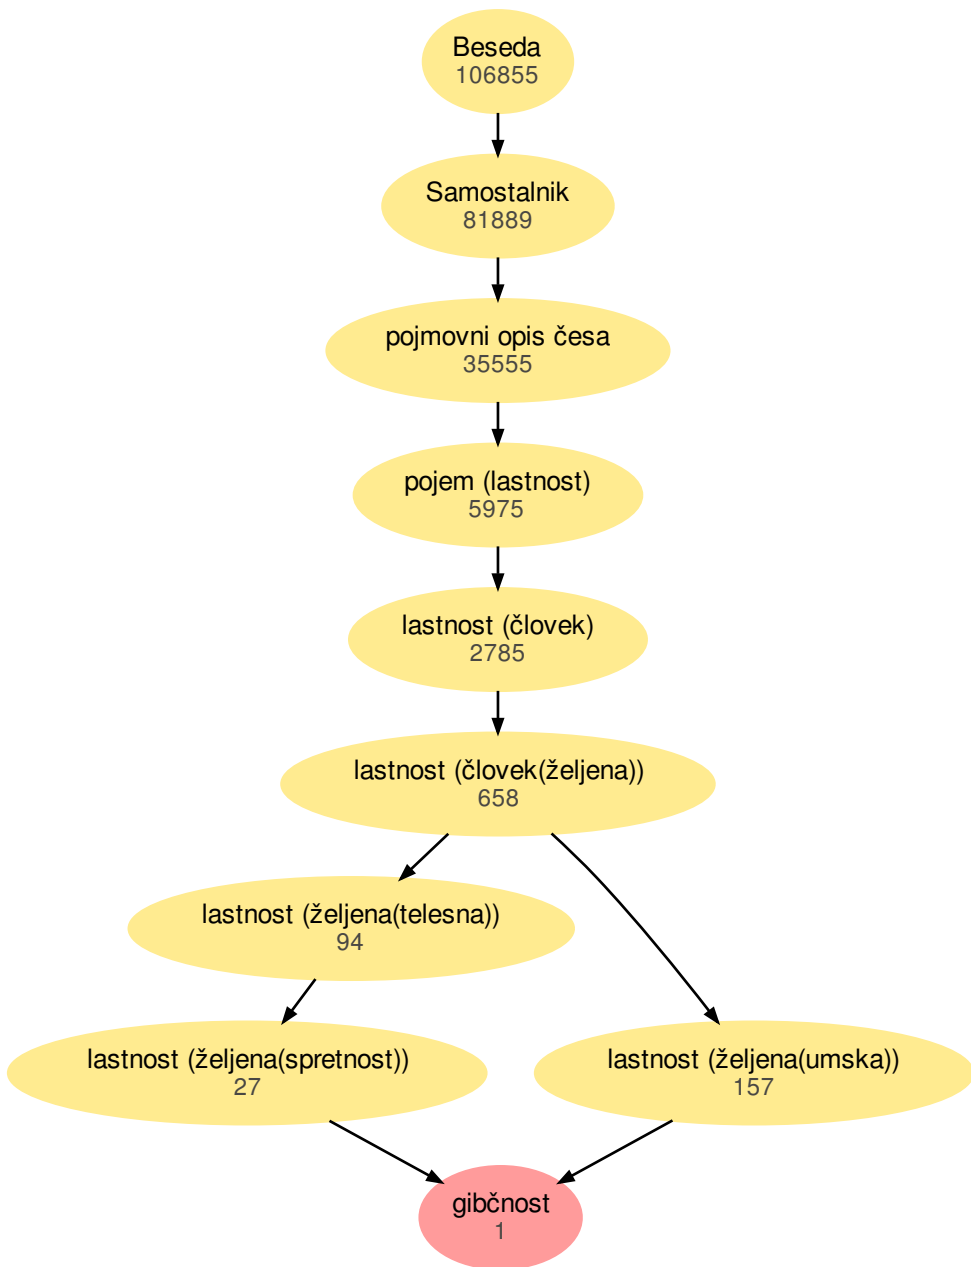 Beseda
106855
Samostalnik
81889
pojmovni opis česa
35555
pojem (lastnost)
5975
lastnost (človek)
2785
lastnost (človek(željena))
658
lastnost (željena(telesna))
94
lastnost (željena(spretnost))
27
lastnost (željena(umska))
157
gibčnost
1